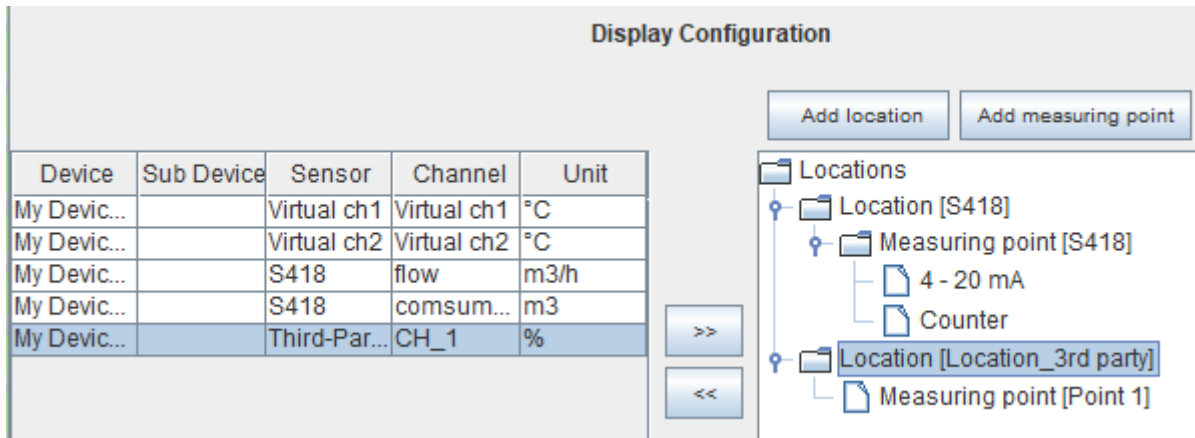 Display Configuration
Add location Add measuring point
Device Sub Device Sensor Channel Unit
My Devic... Virtual ch1 Virtual ch1 °C
My Devic... Virtual ch2 Virtual ch2 °C
My Devic... S418 flow m3/h
My Devic... S418 comsum... m3
My Devic... Third-Par... CH_1 %
>>
<<
Locations
Location [S418]
Measuring point [S418]
4 - 20 mA
Counter
Location [Location_3rd party]
Measuring point [Point 1]